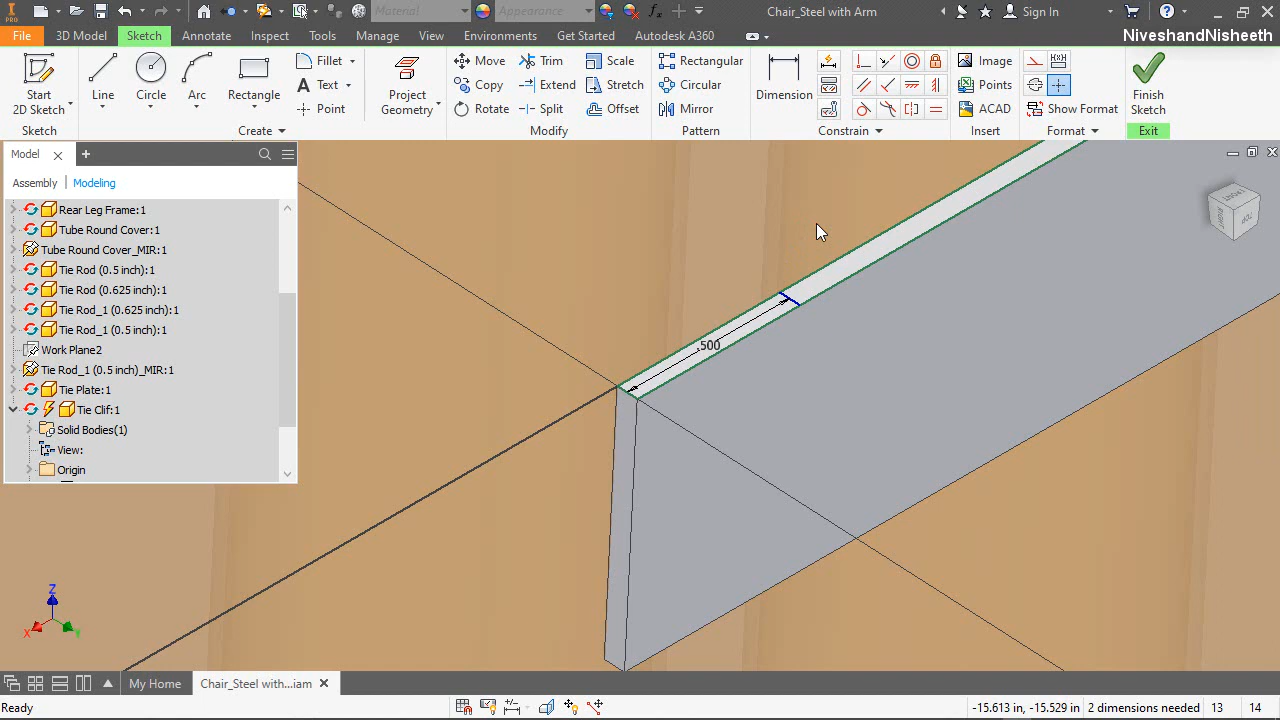 PRO
Material
Appearance
Chair_Steel with Arm
Sign In
File
3D Model
Sketch
Annotate
Inspect
Tools
Manage
View
Environments
Get Started
Autodesk A360
NiveshandNisheeth
Start
2D Sketch
Line
Circle
Arc
Rectangle
Fillet
Text
Point
Project
Geometry
Move
Copy
Rotate
Trim
Extend
Split
Scale
Stretch
Offset
Rectangular
Circular
Mirror
Dimension
Image
Points
ACAD
Show Format
Finish
Sketch
Sketch
Create
Modify
Pattern
Constrain
Insert
Format
Exit
Model
Assembly
Modeling
Rear Leg Frame:1
Tube Round Cover:1
Tube Round Cover_MIR:1
Tie Rod (0.5 inch):1
Tie Rod (0.625 inch):1
Tie Rod_1 (0.625 inch):1
Tie Rod_1 (0.5 inch):1
Work Plane2
Tie Rod_1 (0.5 inch)_MIR:1
Tie Plate:1
Tie Clif:1
Solid Bodies(1)
View:
Origin
.500
FRONT
RIGHT
TOP
Z
X
Y
My Home
Chair_Steel with...iam
Ready
-15.613 in, -15.529 in
2 dimensions needed
13
14